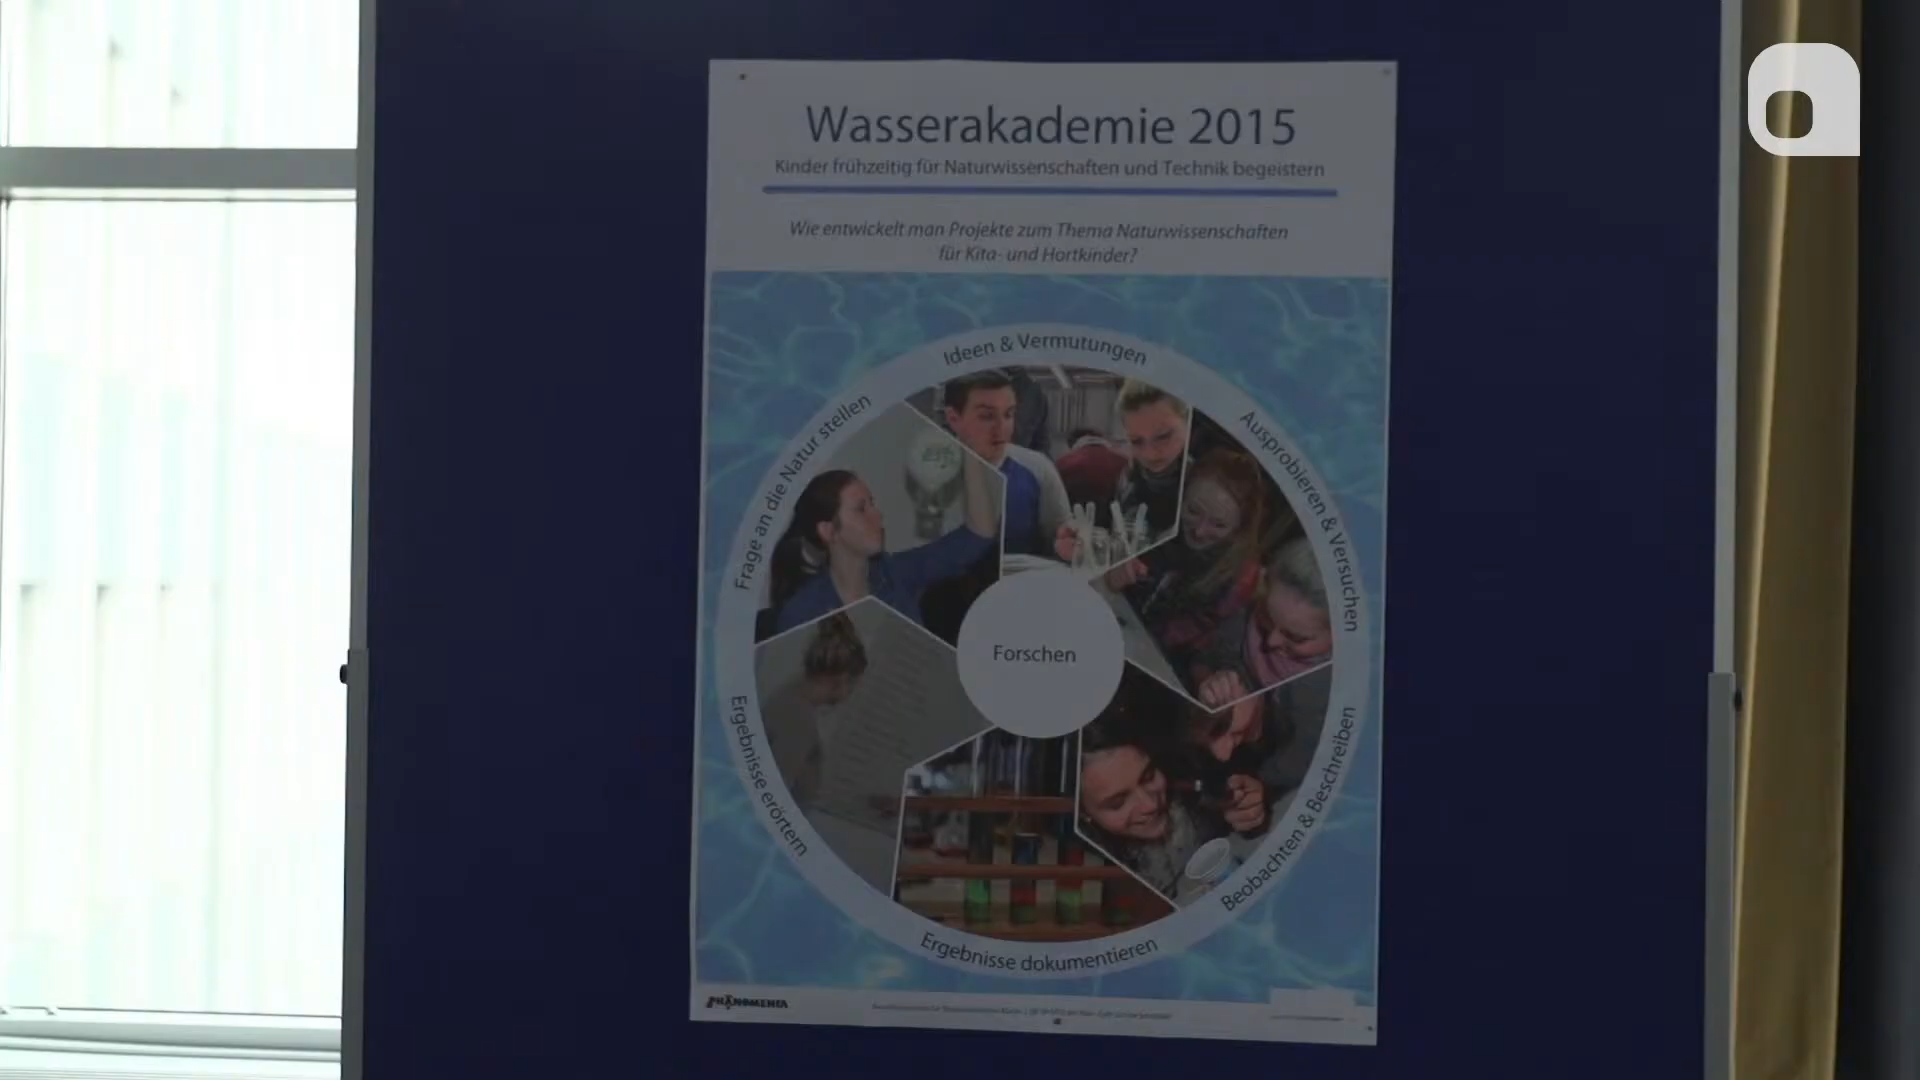 Wasserakademie 2015
Kinder frühzeitig für Naturwissenschaften und Technik begeistern
Wie entwickelt man Projekte zum Thema Naturwissenschaften
für Kita- und Hortkinder?
Ideen & Vermutungen
Ausprobieren & Versuchen
Beobachten & Beschreiben
Ergebnisse dokumentieren
Ergebnisse erörtern
Frage an die Natur stellen
Forschen
PHÄNOMENTA